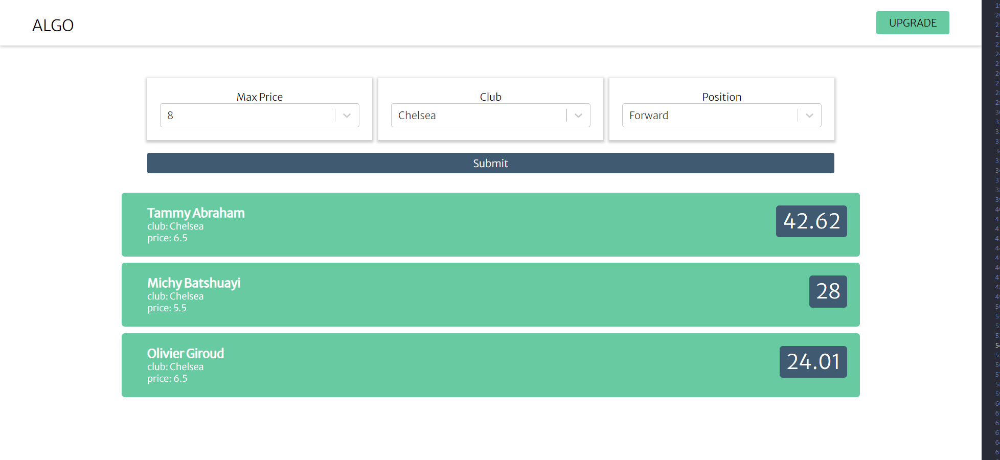 ALGO
UPGRADE
Max Price
Club
Position
8
Chelsea
Forward
Submit
Tammy Abraham
club: Chelsea
price: 6.5
42.62
Michy Batshuayi
club: Chelsea
price: 5.5
28
Olivier Giroud
club: Chelsea
price: 6.5
24.01